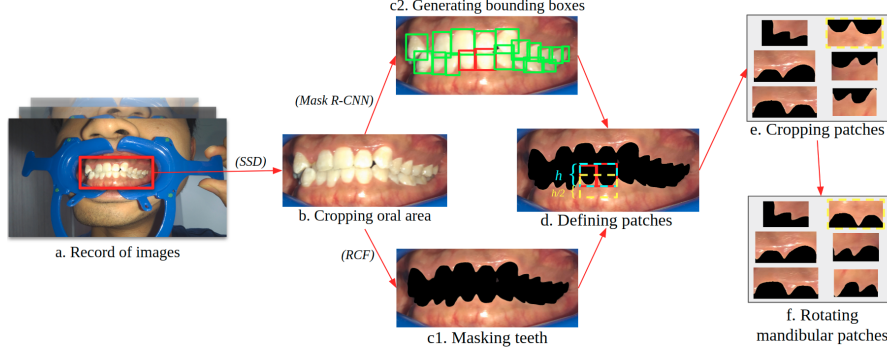 c2. Generating bounding boxes
(Mask R-CNN)
(SSD)
a. Record of images
b. Cropping oral area
(RCF)
c1. Masking teeth
h
h/2
d. Defining patches
e. Cropping patches
f. Rotating
mandibular patches